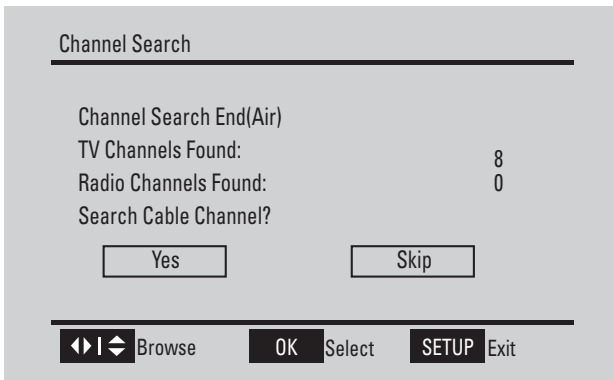 Channel Search
Channel Search End(Air)
TV Channels Found: 8
Radio Channels Found: 0
Search Cable Channel?
Yes Skip
Browse OK Select SETUP Exit